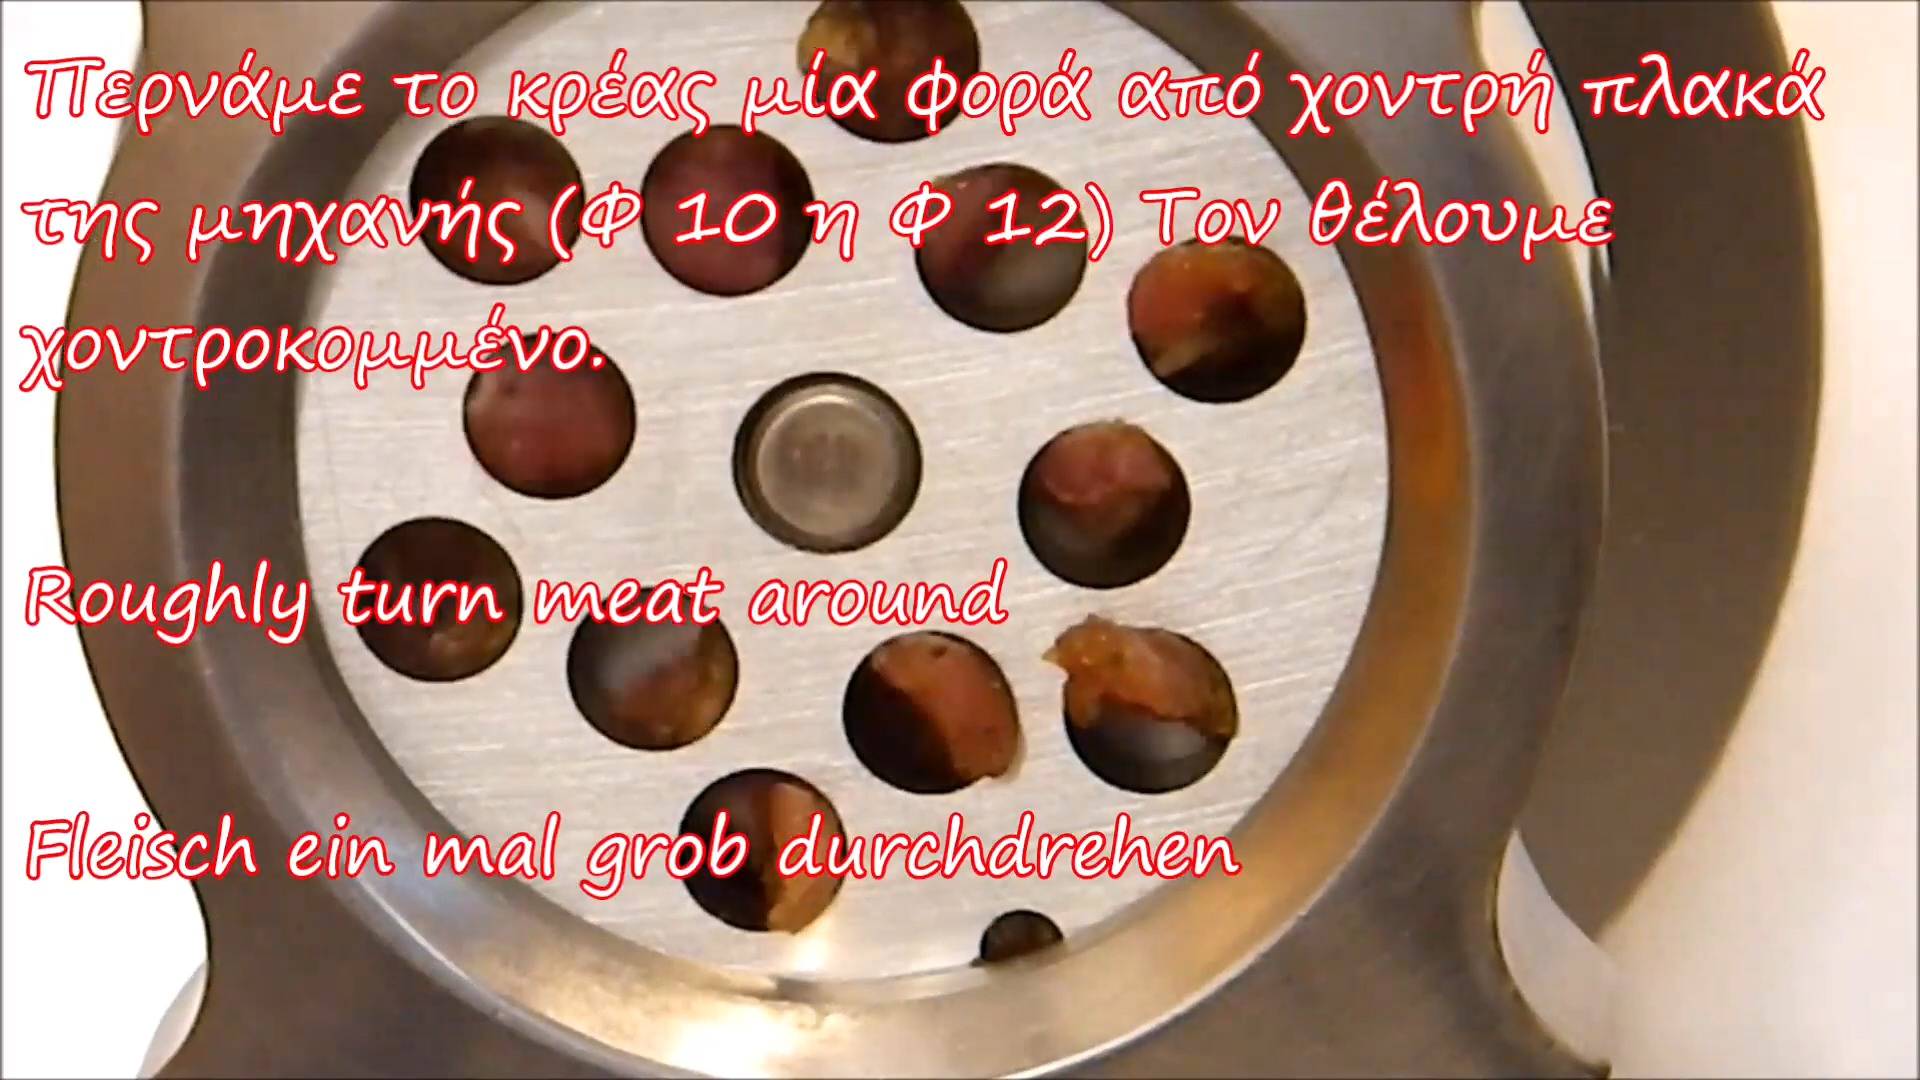 Περνάμε το κρέας μία φορά από χοντρή πλακά
της μηχανής (Φ 10 η Φ 12) Τον θέλουμε
χοντροκομμένο.
Roughly turn meat around
Fleisch ein mal grob durchdrehen